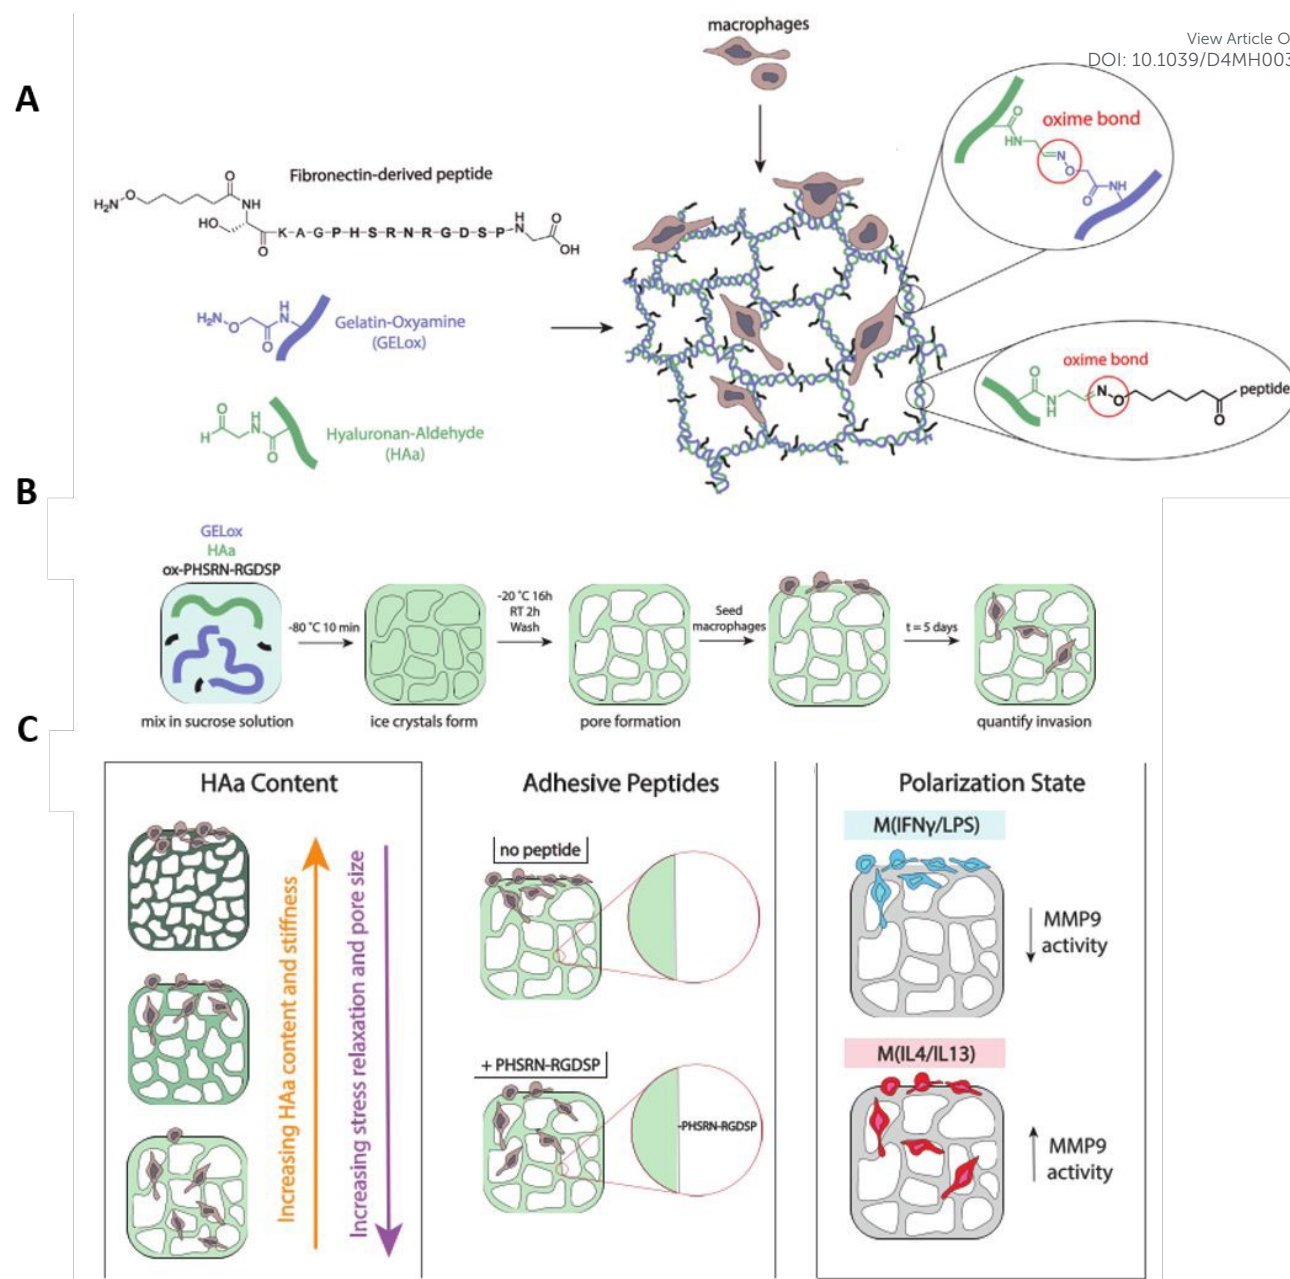 macrophages
View Article O
DOI: 10.1039/D4MH003
A
oxime bond
O
HN
N
O
O
NH
Fibronectin-derived peptide
H₂N
O
O
NH
HO
O
K A G P H S R N R G D S P
H
N
O
OH
H₂N
O
H
N
O
Gelatin-Oxyamine
(GELox)
oxime bond
O
N
H
N
O
O
peptide
O
H
H
N
O
Hyaluronan-Aldehyde
(HAa)
B
GELox
HAa
ox-PHSRN-RGDSP
-80 ˚C 10 min
-20 ˚C 16h
RT 2h
Wash
Seed
macrophages
t = 5 days
mix in sucrose solution
ice crystals form
pore formation
quantify invasion
C
HAa Content
Increasing HAa content and stiffness
Increasing stress relaxation and pore size
Adhesive Peptides
no peptide
+ PHSRN-RGDSP
-PHSRN-RGDSP
Polarization State
M(IFNγ/LPS)
MMP9
activity
M(IL4/IL13)
MMP9
activity